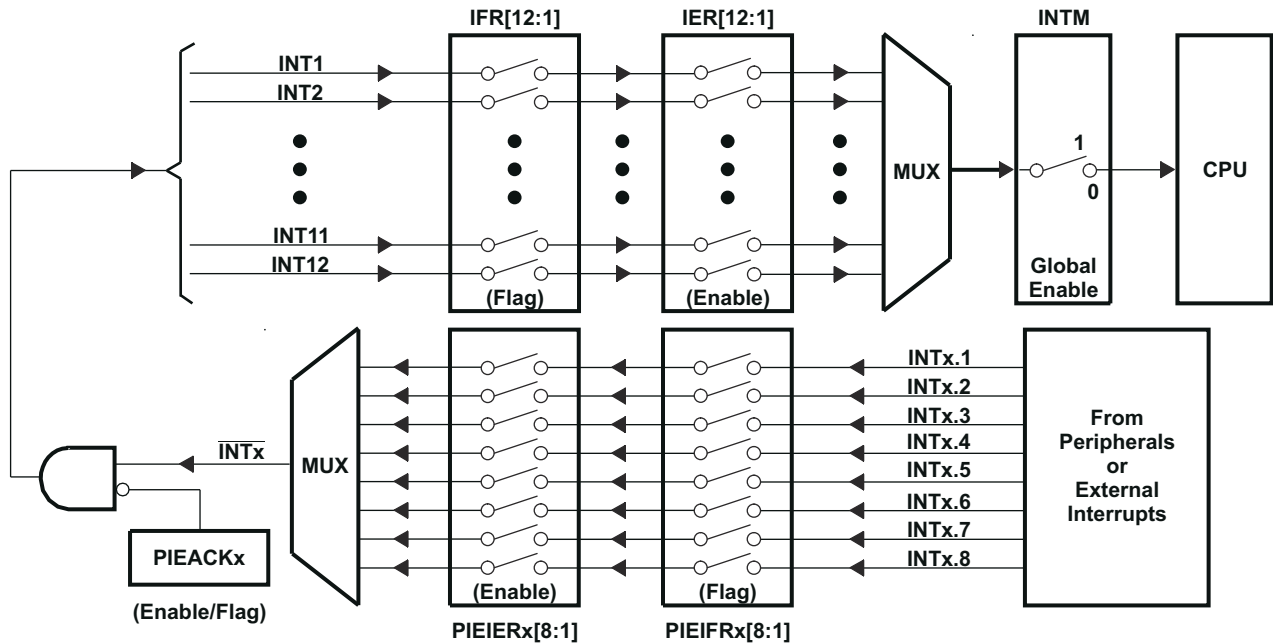 IFR[12:1]
IER[12:1]
INTM
INT1
INT2
MUX
1
0
CPU
INT11
INT12
(Flag)
(Enable)
Global
Enable
INTx.1
INTx.2
INTx.3
INTx.4
INTx.5
INTx.6
INTx.7
INTx.8
From
Peripherals
or
External
Interrupts
INTx
MUX
PIEACKx
(Enable/Flag)
(Enable)
(Flag)
PIEIERx[8:1]
PIEIFRx[8:1]